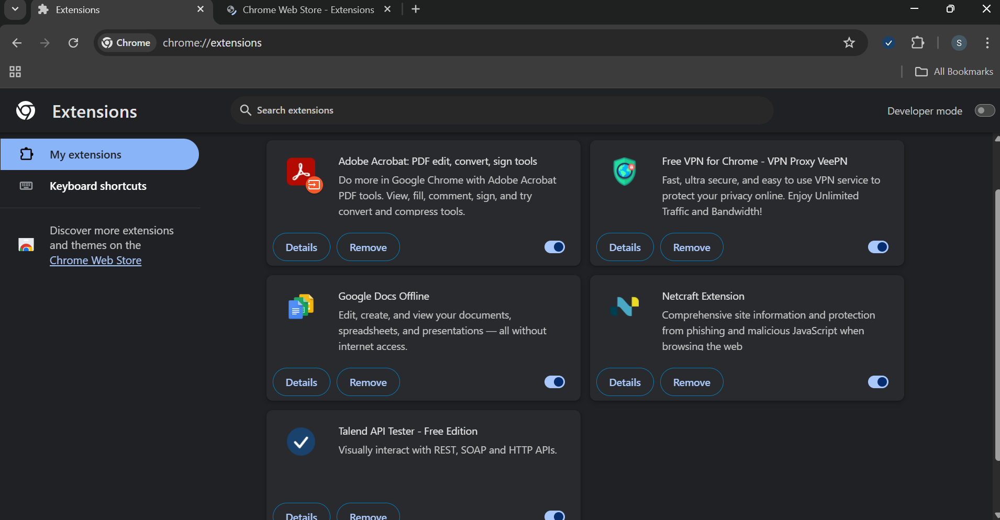 Extensions
Chrome Web Store - Extensions
Chrome
chrome://extensions
S
All Bookmarks
Extensions
Search extensions
Developer mode
My extensions
Keyboard shortcuts
Discover more extensions
and themes on the
Chrome Web Store
Adobe Acrobat: PDF edit, convert, sign tools
Do more in Google Chrome with Adobe Acrobat
PDF tools. View, fill, comment, sign, and try
convert and compress tools.
Details
Remove
Free VPN for Chrome - VPN Proxy VeePN
Fast, ultra secure, and easy to use VPN service to
protect your privacy online. Enjoy Unlimited
Traffic and Bandwidth!
Details
Remove
Google Docs Offline
Edit, create, and view your documents,
spreadsheets, and presentations — all without
internet access.
Details
Remove
Netcraft Extension
Comprehensive site information and protection
from phishing and malicious JavaScript when
browsing the web
Details
Remove
Talend API Tester - Free Edition
Visually interact with REST, SOAP and HTTP APIs.
Details
Remove